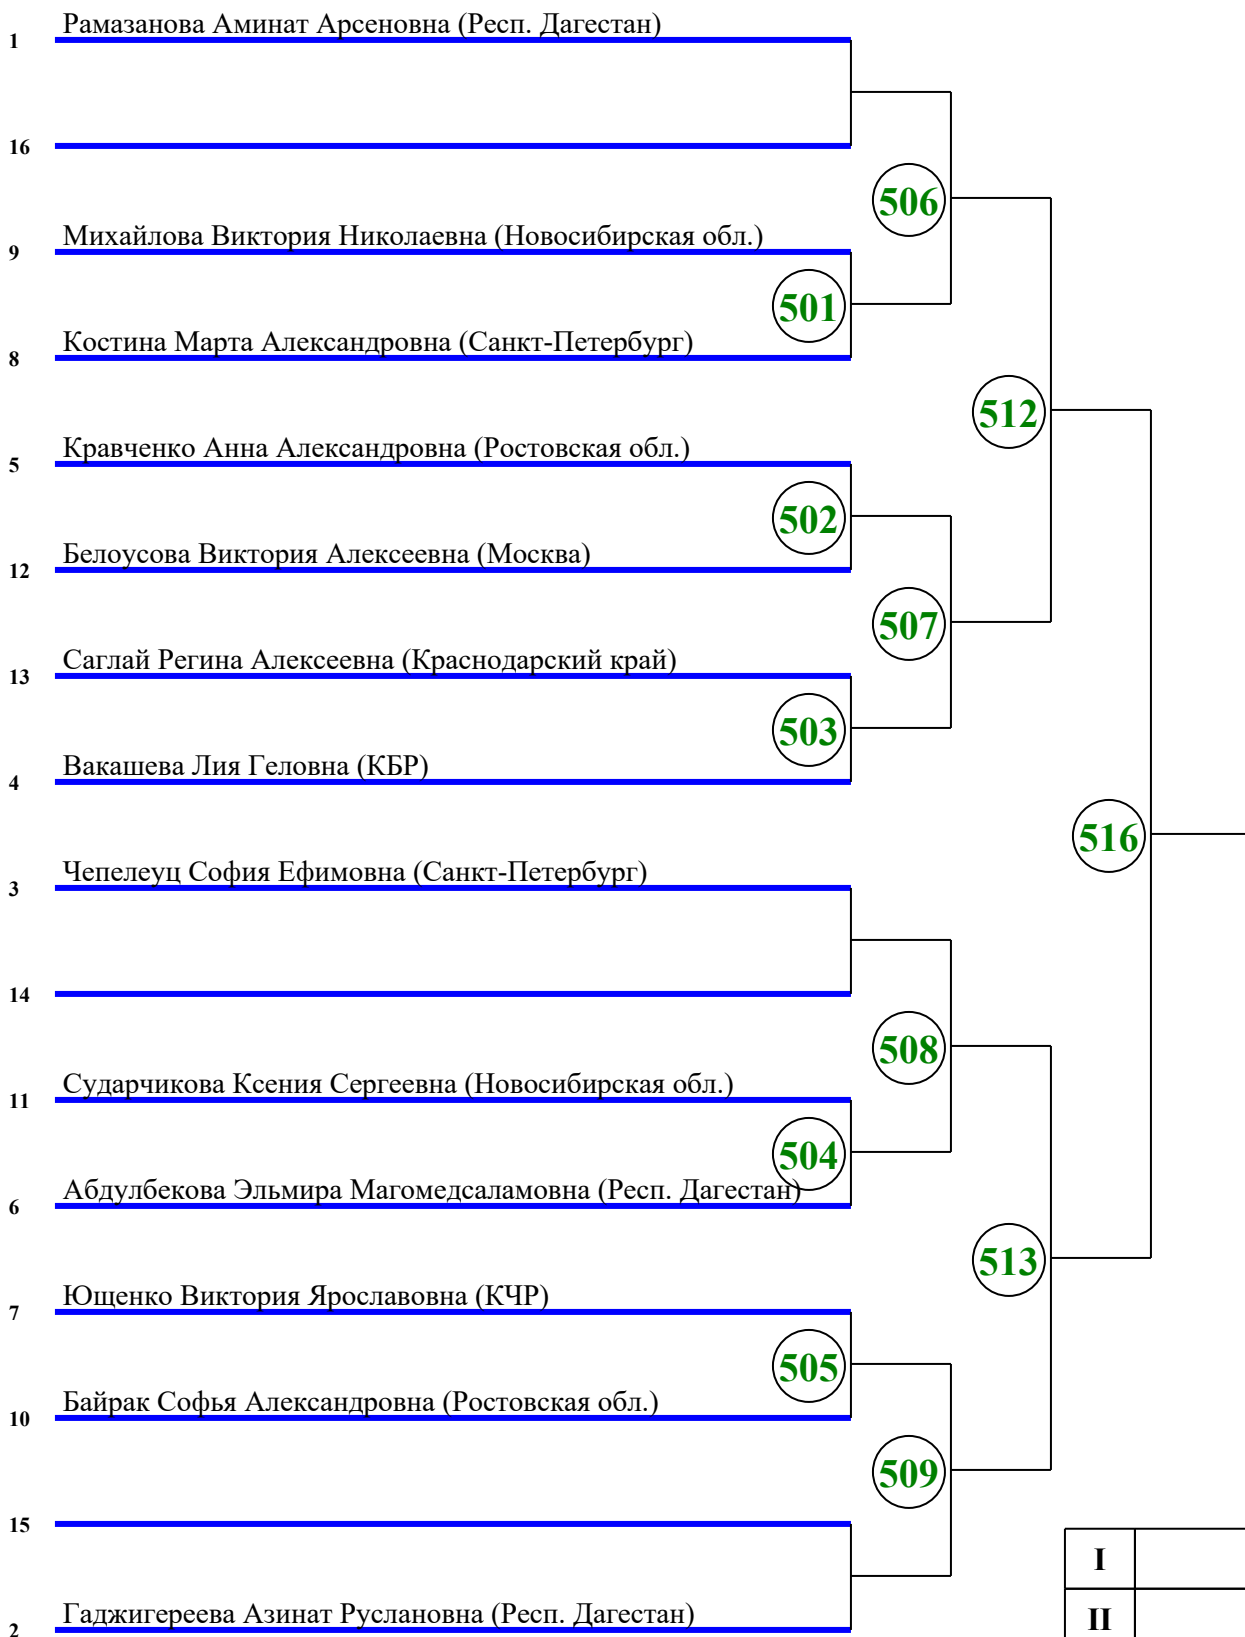 1 Рамазанова Аминат Арсеновна (Респ. Дагестан)
16
506
9 Михайлова Виктория Николаевна (Новосибирская обл.)
501
8 Костина Марта Александровна (Санкт-Петербург)
512
5 Кравченко Анна Александровна (Ростовская обл.)
502
12 Белоусова Виктория Алексеевна (Москва)
507
13 Саглай Регина Алексеевна (Краснодарский край)
503
4 Вакашева Лия Геловна (КБР)
516
3 Чепелеуц София Ефимовна (Санкт-Петербург)
14
508
11 Сударчикова Ксения Сергеевна (Новосибирская обл.)
504
6 Абдулбекова Эльмира Магомедсаламовна (Респ. Дагестан)
513
7 Ющенко Виктория Ярославовна (КЧР)
505
10 Байрак Софья Александровна (Ростовская обл.)
509
15
I
2 Гаджигереева Азинат Руслановна (Респ. Дагестан)
II